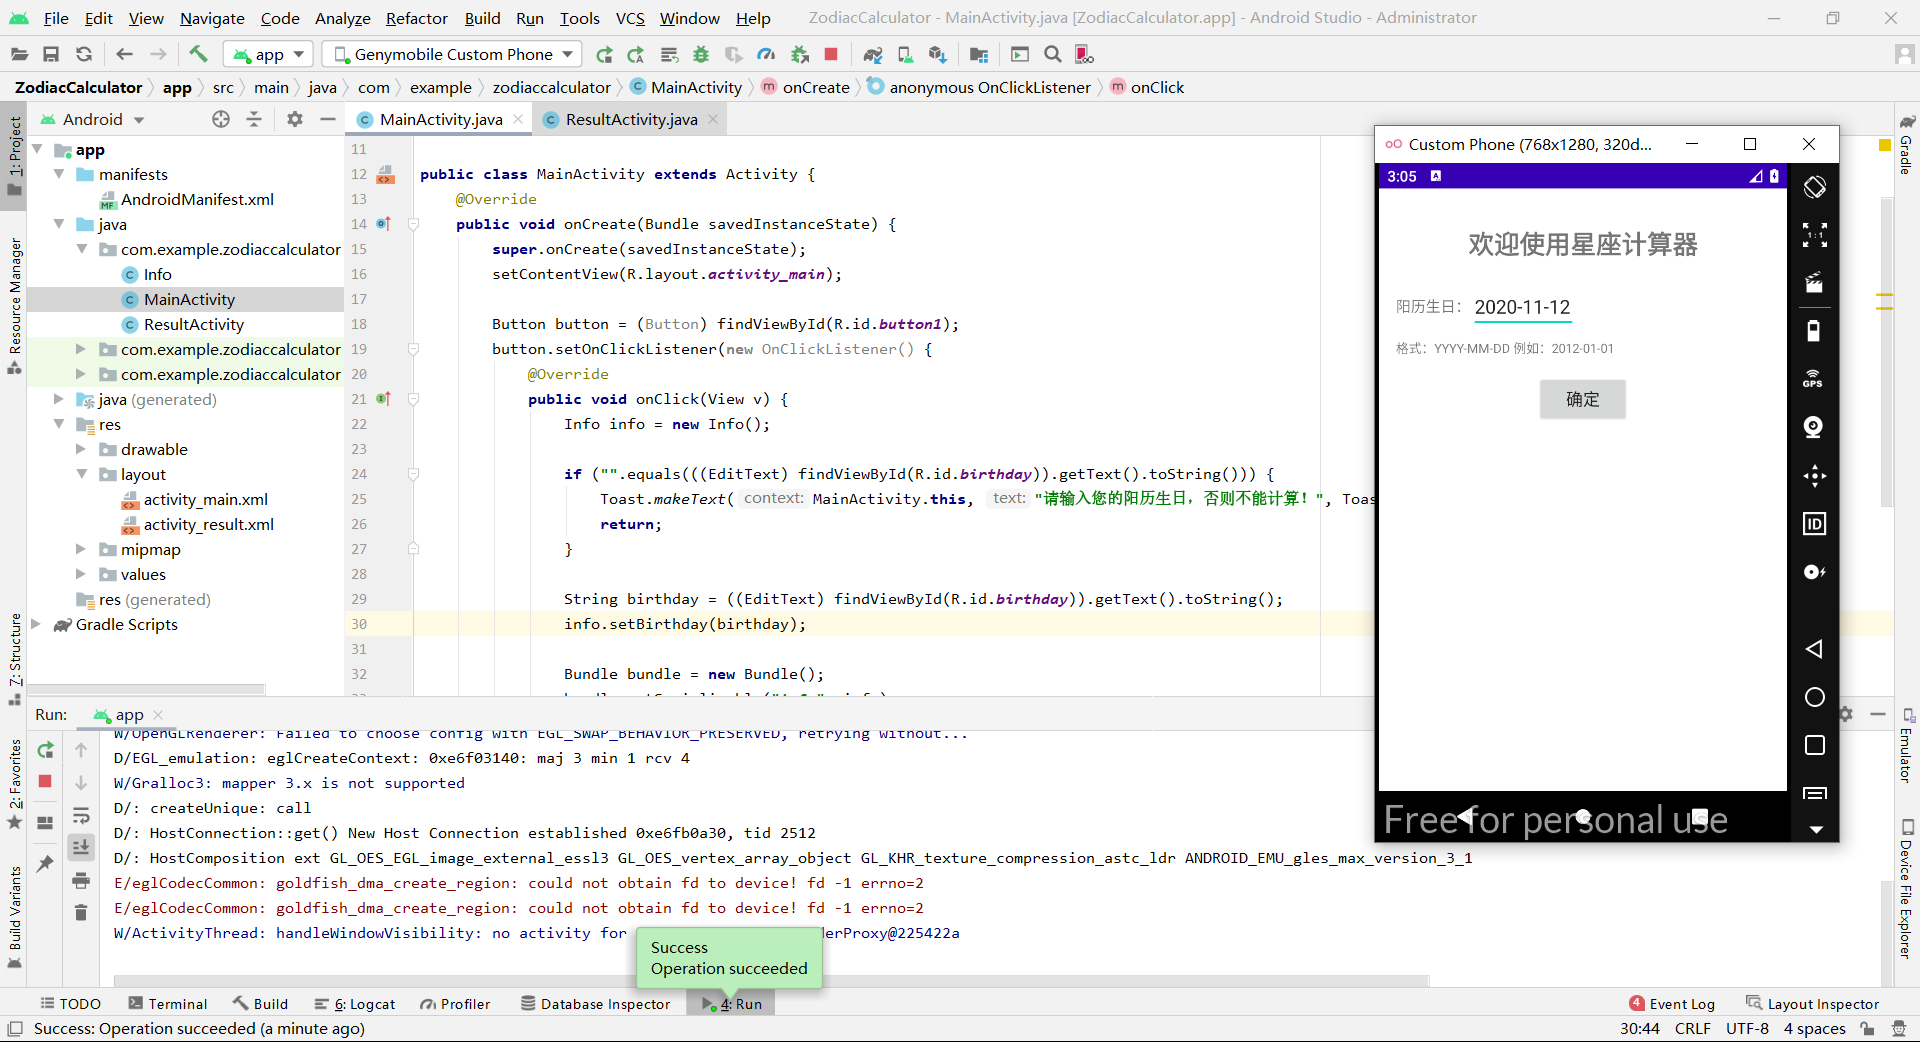 File Edit View Navigate Code Analyze Refactor Build Run Tools VCS Window Help ZodiacCalculator - MainActivity.java [ZodiacCalculator.app] - Android Studio - Administrator
app Genymobile Custom Phone
ZodiacCalculator app src main java com example zodiaccalculator MainActivity onCreate anonymous OnClickListener onClick
1: Project
Resource Manager
7: Structure
2: Favorites
Build Variants
Android
app
manifests
AndroidManifest.xml
java
com.example.zodiaccalculator
Info
MainActivity
ResultActivity
com.example.zodiaccalculator
com.example.zodiaccalculator
java (generated)
res
drawable
layout
activity_main.xml
activity_result.xml
mipmap
values
res (generated)
Gradle Scripts
MainActivity.java ResultActivity.java
11
12 public class MainActivity extends Activity {
13 @Override
14 public void onCreate(Bundle savedInstanceState) {
15 super.onCreate(savedInstanceState);
16 setContentView(R.layout.activity_main);
17
18 Button button = (Button) findViewById(R.id.button1);
19 button.setOnClickListener(new OnClickListener() {
20 @Override
21 public void onClick(View v) {
22 Info info = new Info();
23
24 if ("".equals(((EditText) findViewById(R.id.birthday)).getText().toString())) {
25 Toast.makeText( context: MainActivity.this, text: "请输入您的阳历生日，否则不能计算！", Toas
26 return;
27 }
28
29 String birthday = ((EditText) findViewById(R.id.birthday)).getText().toString();
30 info.setBirthday(birthday);
31
32 Bundle bundle = new Bundle();
Custom Phone (768x1280, 320d...
3:05
欢迎使用星座计算器
阳历生日： 2020-11-12
格式：YYYY-MM-DD 例如：2012-01-01
确定
Free for personal use
1:1
GPS
ID
Gradle
Emulator
Device File Explorer
Run: app
W/OpenGLRenderer: Failed to choose config with EGL_SWAP_BEHAVIOR_PRESERVED, retrying without...
D/EGL_emulation: eglCreateContext: 0xe6f03140: maj 3 min 1 rcv 4
W/Gralloc3: mapper 3.x is not supported
D/: createUnique: call
D/: HostConnection::get() New Host Connection established 0xe6fb0a30, tid 2512
D/: HostComposition ext GL_OES_EGL_image_external_essl3 GL_OES_vertex_array_object GL_KHR_texture_compression_astc_ldr ANDROID_EMU_gles_max_version_3_1
E/eglCodecCommon: goldfish_dma_create_region: could not obtain fd to device! fd -1 errno=2
E/eglCodecCommon: goldfish_dma_create_region: could not obtain fd to device! fd -1 errno=2
W/ActivityThread: handleWindowVisibility: no activity for erProxy@225422a
Success
Operation succeeded
TODO Terminal Build 6: Logcat Profiler Database Inspector 4: Run 4 Event Log Layout Inspector
Success: Operation succeeded (a minute ago) 30:44 CRLF UTF-8 4 spaces